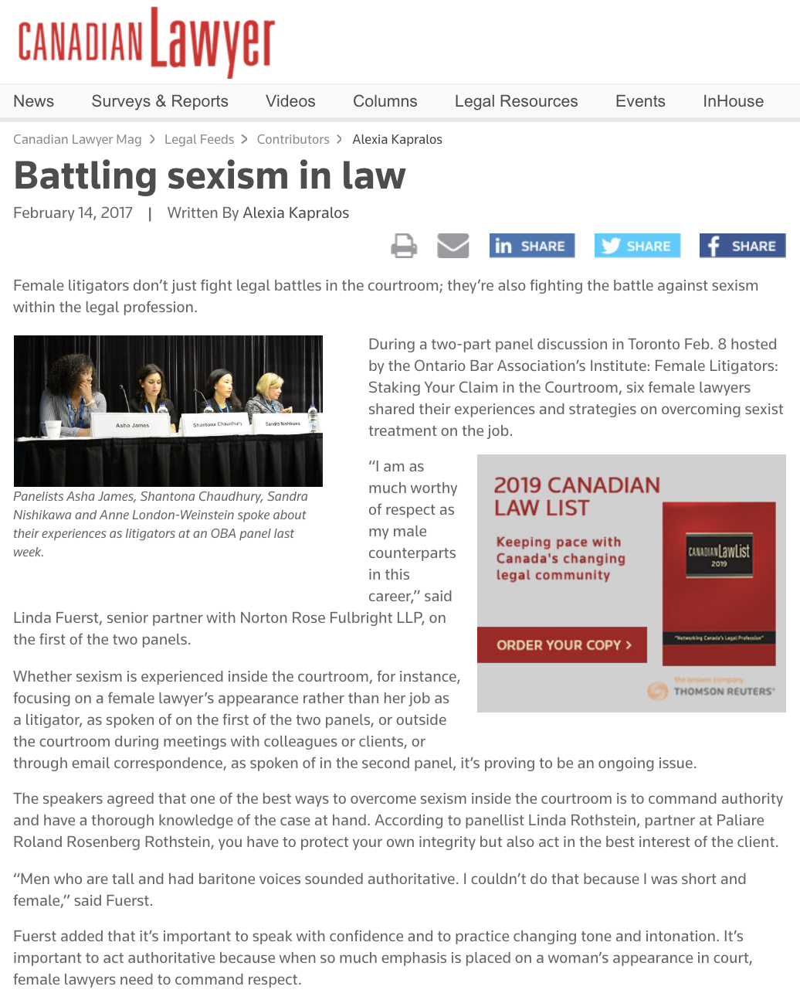 CANADIAN Lawyer
News Surveys & Reports Videos Columns Legal Resources Events InHouse
Canadian Lawyer Mag > Legal Feeds > Contributors > Alexia Kapralos
Battling sexism in law
February 14, 2017 | Written By Alexia Kapralos
in SHARE SHARE f SHARE
Female litigators don’t just fight legal battles in the courtroom; they’re also fighting the battle against sexism
within the legal profession.
Asha James
Shantona Chaudhury
Sandra Nishikawa
Panelists Asha James, Shantona Chaudhury, Sandra
Nishikawa and Anne London-Weinstein spoke about
their experiences as litigators at an OBA panel last
week.
During a two-part panel discussion in Toronto Feb. 8 hosted
by the Ontario Bar Association’s Institute: Female Litigators:
Staking Your Claim in the Courtroom, six female lawyers
shared their experiences and strategies on overcoming sexist
treatment on the job.
“I am as
much worthy
of respect as
my male
counterparts
in this
career,” said
Linda Fuerst, senior partner with Norton Rose Fulbright LLP, on
the first of the two panels.
2019 CANADIAN
LAW LIST
Keeping pace with
Canada's changing
legal community
ORDER YOUR COPY >
CANADIAN LawList
2019
"Networking Canada's Legal Profession"
the answer company
THOMSON REUTERS®
Whether sexism is experienced inside the courtroom, for instance,
focusing on a female lawyer’s appearance rather than her job as
a litigator, as spoken of on the first of the two panels, or outside
the courtroom during meetings with colleagues or clients, or
through email correspondence, as spoken of in the second panel, it’s proving to be an ongoing issue.
The speakers agreed that one of the best ways to overcome sexism inside the courtroom is to command authority
and have a thorough knowledge of the case at hand. According to panellist Linda Rothstein, partner at Paliare
Roland Rosenberg Rothstein, you have to protect your own integrity but also act in the best interest of the client.
“Men who are tall and had baritone voices sounded authoritative. I couldn’t do that because I was short and
female,” said Fuerst.
Fuerst added that it’s important to speak with confidence and to practice changing tone and intonation. It’s
important to act authoritative because when so much emphasis is placed on a woman’s appearance in court,
female lawyers need to command respect.